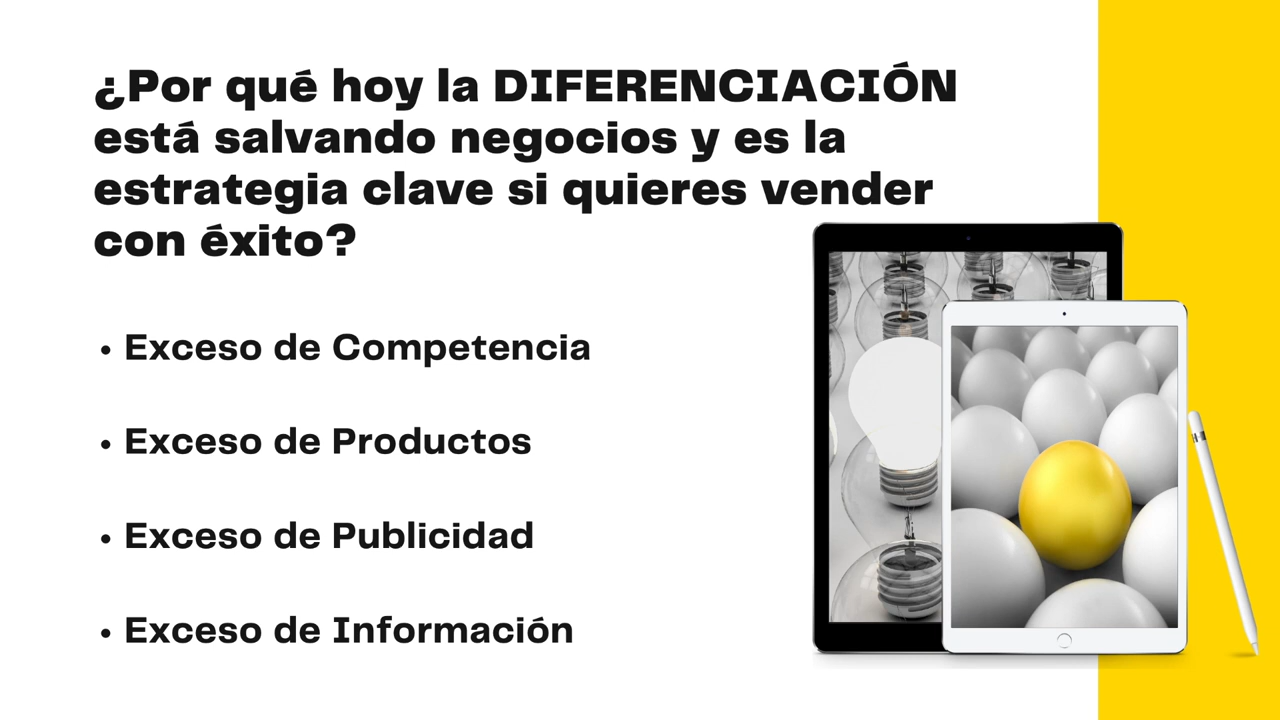 ¿Por qué hoy la DIFERENCIACIÓN
está salvando negocios y es la
estrategia clave si quieres vender
con éxito?
• Exceso de Competencia
• Exceso de Productos
• Exceso de Publicidad
• Exceso de Información